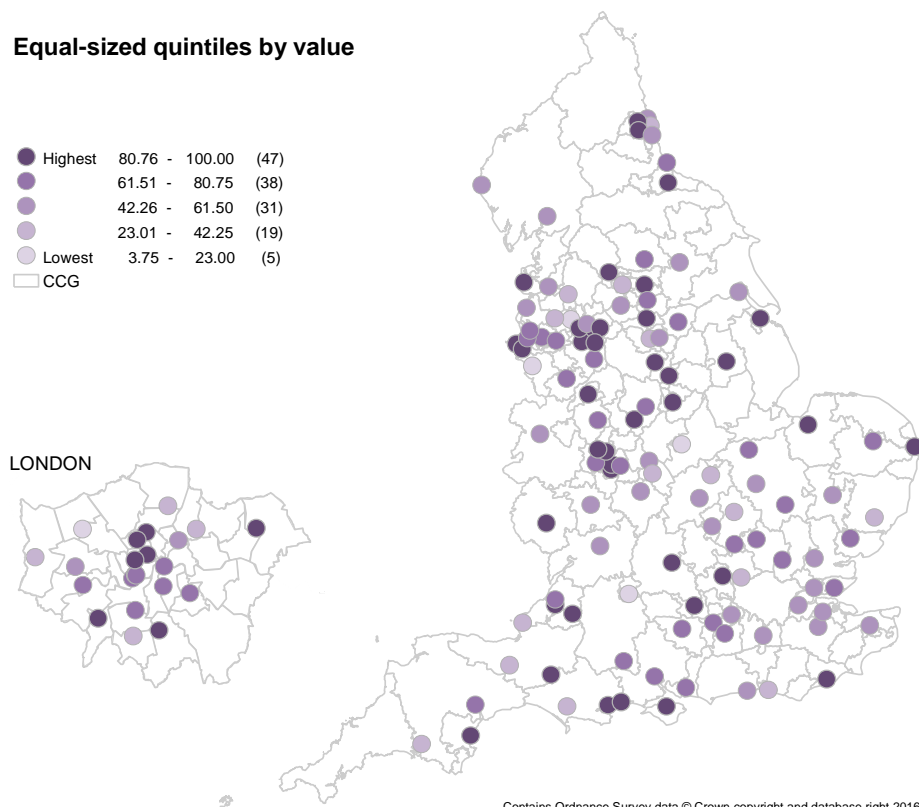 Equal-sized quintiles by value
Highest 80.76 - 100.00 (47)
61.51 - 80.75 (38)
42.26 - 61.50 (31)
23.01 - 42.25 (19)
Lowest 3.75 - 23.00 (5)
CCG
LONDON
Contains Ordnance Survey data © Crown copyright and database right 2016